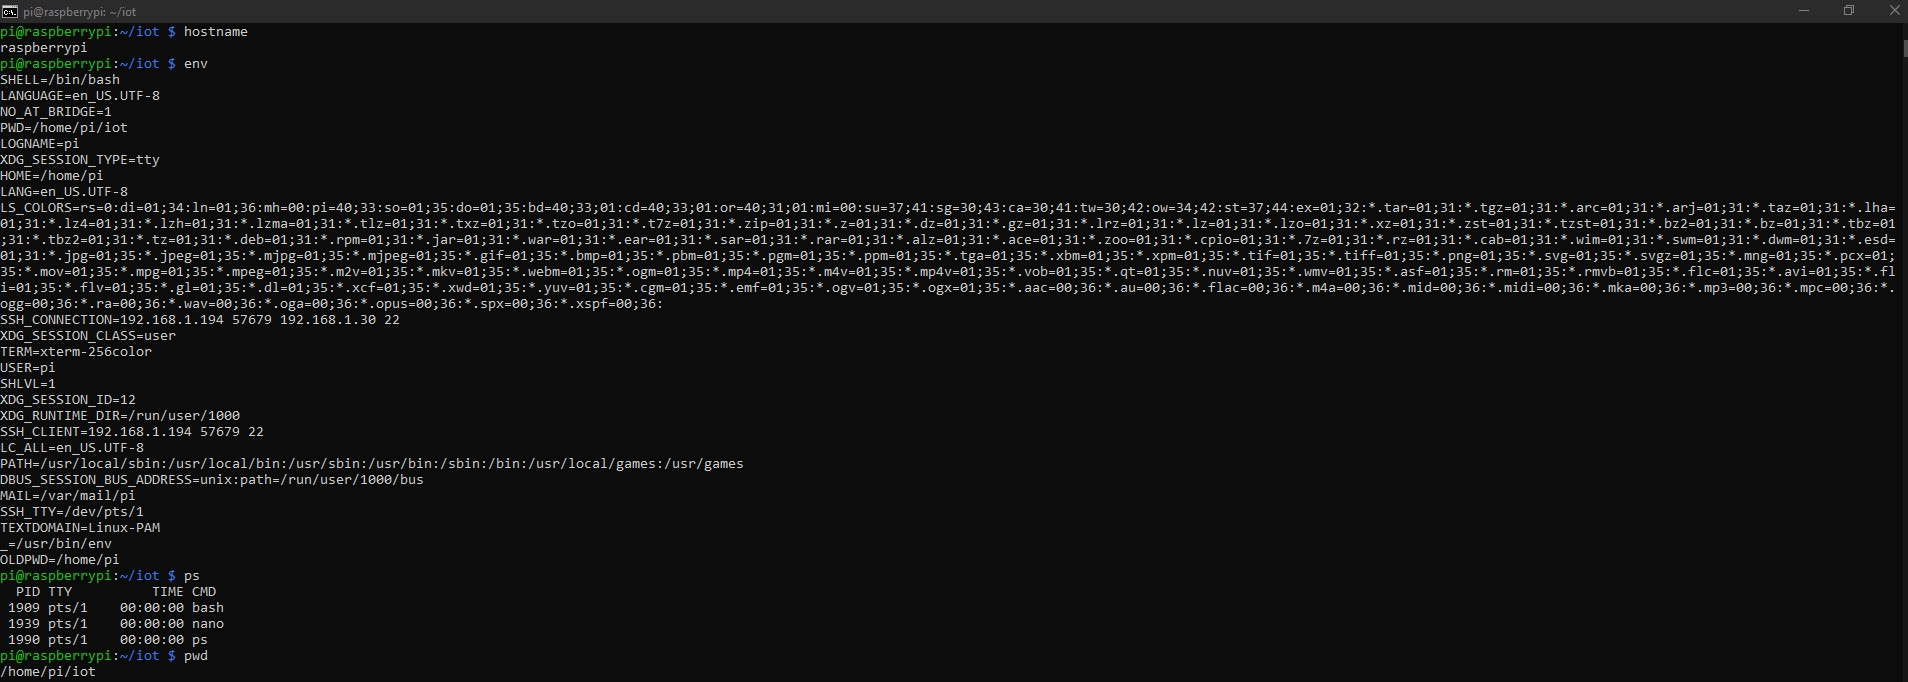 pi@raspberrypi: ~/iot
pi@raspberrypi:~/iot $ hostname
raspberrypi
pi@raspberrypi:~/iot $ env
SHELL=/bin/bash
LANGUAGE=en_US.UTF-8
NO_AT_BRIDGE=1
PWD=/home/pi/iot
LOGNAME=pi
XDG_SESSION_TYPE=tty
HOME=/home/pi
LANG=en_US.UTF-8
LS_COLORS=rs=0:di=01;34:ln=01;36:mh=00:pi=40;33:so=01;35:do=01;35:bd=40;33;01:cd=40;33;01:or=40;31;01:mi=00:su=37;41:sg=30;43:ca=30;41:tw=30;42:ow=34;42:st=37;44:ex=01;32:*.tar=01;31:*.tgz=01;31:*.arc=01;31:*.arj=01;31:*.taz=01;31:*.lha=
01;31:*.lz4=01;31:*.lzh=01;31:*.lzma=01;31:*.tlz=01;31:*.txz=01;31:*.tzo=01;31:*.t7z=01;31:*.zip=01;31:*.z=01;31:*.dz=01;31:*.gz=01;31:*.lrz=01;31:*.lz=01;31:*.lzo=01;31:*.xz=01;31:*.zst=01;31:*.tzst=01;31:*.bz2=01;31:*.bz=01;31:*.tbz=01
;31:*.tbz2=01;31:*.tz=01;31:*.deb=01;31:*.rpm=01;31:*.jar=01;31:*.war=01;31:*.ear=01;31:*.sar=01;31:*.rar=01;31:*.alz=01;31:*.ace=01;31:*.zoo=01;31:*.cpio=01;31:*.7z=01;31:*.rz=01;31:*.cab=01;31:*.wim=01;31:*.swm=01;31:*.dwm=01;31:*.esd=
01;31:*.jpg=01;35:*.jpeg=01;35:*.mjpg=01;35:*.mjpeg=01;35:*.gif=01;35:*.bmp=01;35:*.pbm=01;35:*.pgm=01;35:*.ppm=01;35:*.tga=01;35:*.xbm=01;35:*.xpm=01;35:*.tif=01;35:*.tiff=01;35:*.png=01;35:*.svg=01;35:*.svgz=01;35:*.mng=01;35:*.pcx=01;
35:*.mov=01;35:*.mpg=01;35:*.mpeg=01;35:*.m2v=01;35:*.mkv=01;35:*.webm=01;35:*.ogm=01;35:*.mp4=01;35:*.m4v=01;35:*.mp4v=01;35:*.vob=01;35:*.qt=01;35:*.nuv=01;35:*.wmv=01;35:*.asf=01;35:*.rm=01;35:*.rmvb=01;35:*.flc=01;35:*.avi=01;35:*.fl
i=01;35:*.flv=01;35:*.gl=01;35:*.dl=01;35:*.xcf=01;35:*.xwd=01;35:*.yuv=01;35:*.cgm=01;35:*.emf=01;35:*.ogv=01;35:*.ogx=01;35:*.aac=00;36:*.au=00;36:*.flac=00;36:*.m4a=00;36:*.mid=00;36:*.midi=00;36:*.mka=00;36:*.mp3=00;36:*.mpc=00;36:*.
ogg=00;36:*.ra=00;36:*.wav=00;36:*.oga=00;36:*.opus=00;36:*.spx=00;36:*.xspf=00;36:
SSH_CONNECTION=192.168.1.194 57679 192.168.1.30 22
XDG_SESSION_CLASS=user
TERM=xterm-256color
USER=pi
SHLVL=1
XDG_SESSION_ID=12
XDG_RUNTIME_DIR=/run/user/1000
SSH_CLIENT=192.168.1.194 57679 22
LC_ALL=en_US.UTF-8
PATH=/usr/local/sbin:/usr/local/bin:/usr/sbin:/usr/bin:/sbin:/bin:/usr/local/games:/usr/games
DBUS_SESSION_BUS_ADDRESS=unix:path=/run/user/1000/bus
MAIL=/var/mail/pi
SSH_TTY=/dev/pts/1
TEXTDOMAIN=Linux-PAM
_=/usr/bin/env
OLDPWD=/home/pi
pi@raspberrypi:~/iot $ ps
PID TTY          TIME CMD
1909 pts/1    00:00:00 bash
1939 pts/1    00:00:00 nano
1990 pts/1    00:00:00 ps
pi@raspberrypi:~/iot $ pwd
/home/pi/iot